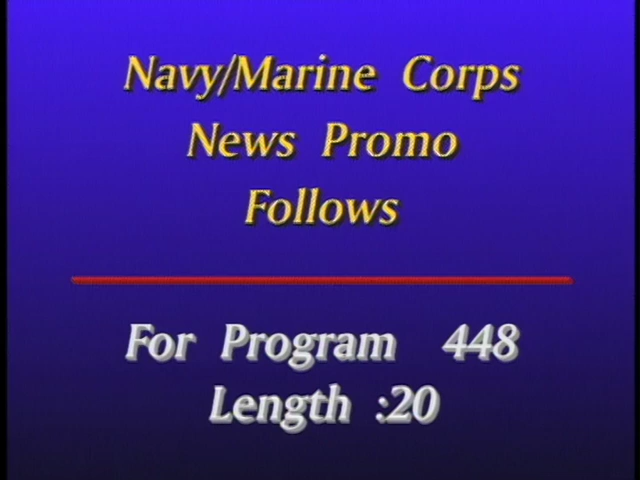 Navy/Marine Corps
News Promo
Follows
For Program 448
Length :20